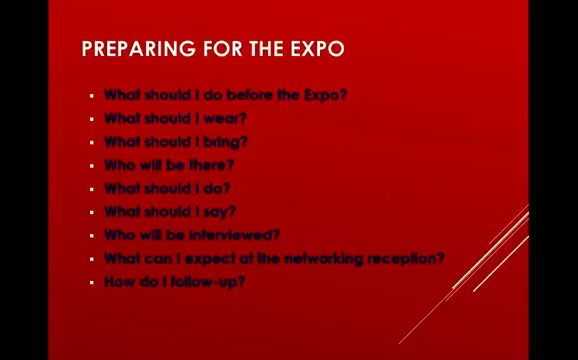 PREPARING FOR THE EXPO
What should I do before the Expo?
What should I wear?
What should I bring?
Who will be there?
What should I do?
What should I say?
Who will be interviewed?
What can I expect at the networking reception?
How do I follow-up?